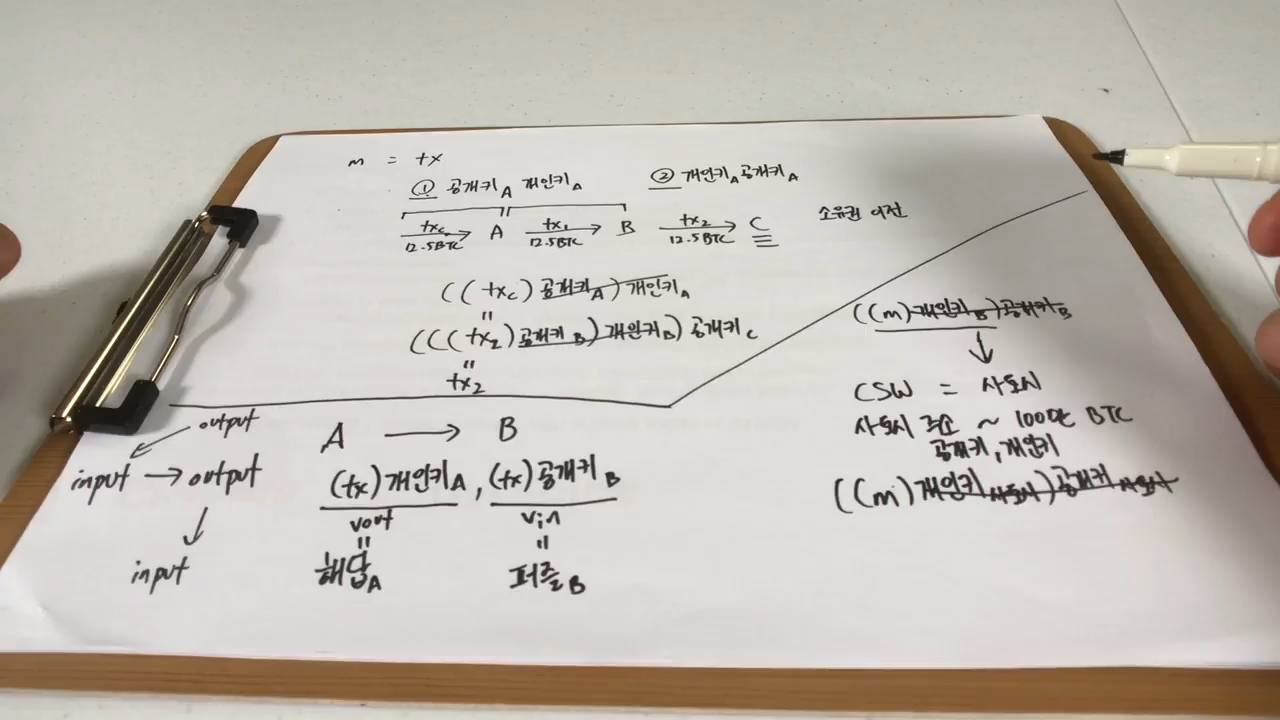 m = tx
① 공개키A 개인키A ② 개인키A 공개키A
txc 12.5BTC A tx1 12.5BTC B tx2 12.5BTC C 소유권 이전
((txc) 공개키A) 개인키A
"
(((tx2) 공개키B) 개인키B) 공개키C
"
tx2
((m) 개인키B) 공개키B
CSW = 사토시
사토시 주소 ~ 100만 BTC
공개키, 개인키
((m) 개인키사토시) 공개키사토시
output
input → output
input
A → B
(tx) 개인키A , (tx) 공개키B
vout vin
" "
해답A 퍼즐B